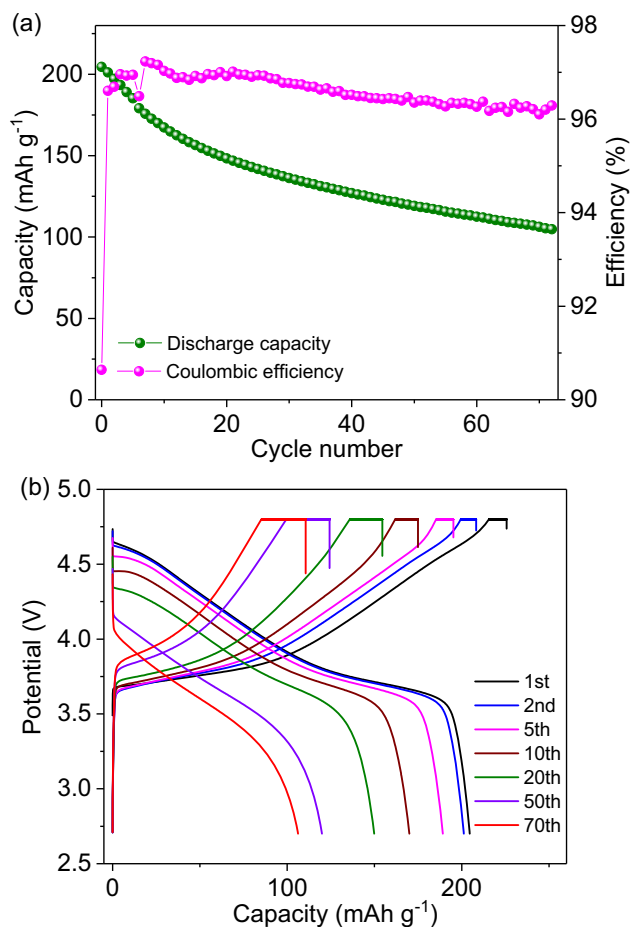 (a)
98
200
96
150
94
100
92
50
Discharge capacity
Coulombic efficiency
0
90
0
20
40
60
Capacity (mAh g⁻¹)
Efficiency (%)
Cycle number
(b)
5.0
4.5
4.0
3.5
3.0
2.5
Potential (V)
1st
2nd
5th
10th
20th
50th
70th
0
100
200
Capacity (mAh g⁻¹)